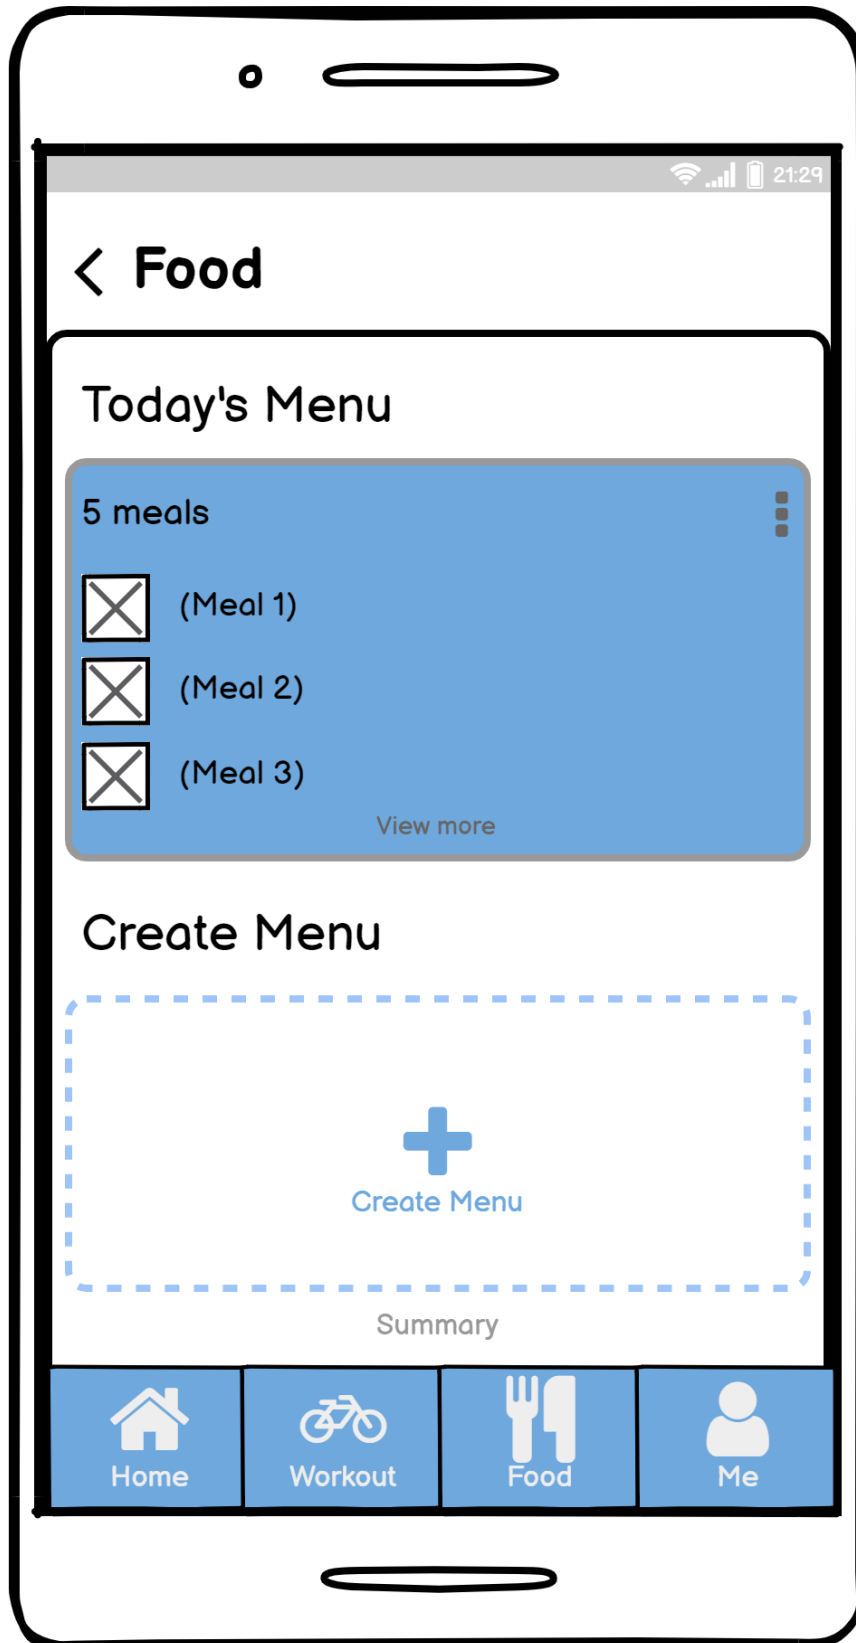 21:29
Food
Today's Menu
5 meals
(Meal 1)
(Meal 2)
(Meal 3)
View more
Create Menu
Create Menu
Summary
Home Workout Food Me